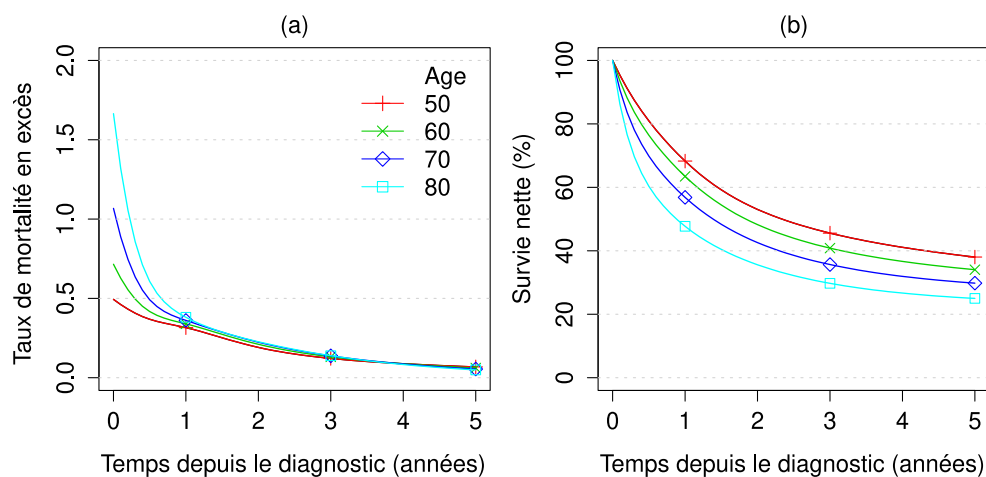 (a)
Taux de mortalité en excès
2.0
1.5
1.0
0.5
0.0
Age
50
60
70
80
0 1 2 3 4 5
Temps depuis le diagnostic (années)
(b)
Survie nette (%)
100
80
60
40
20
0
0 1 2 3 4 5
Temps depuis le diagnostic (années)